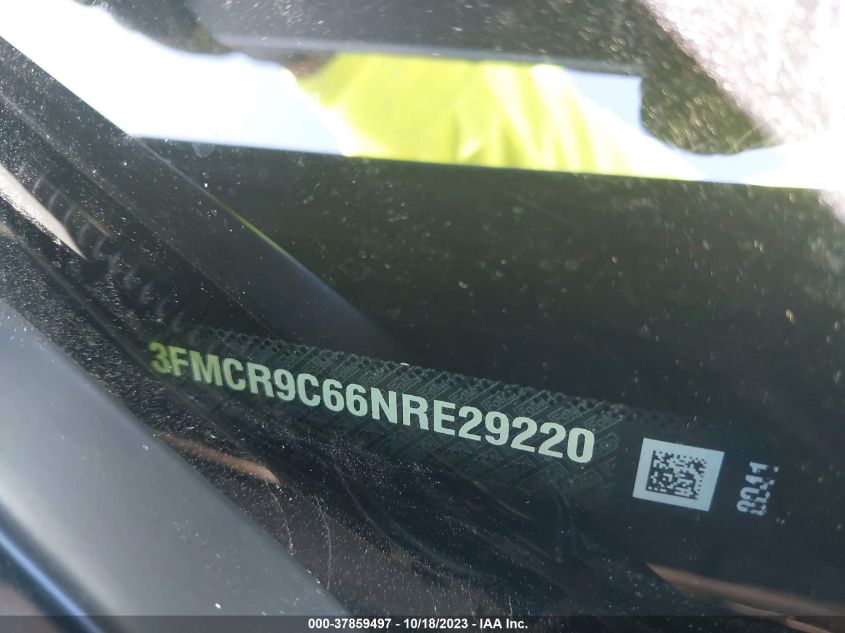 3FMCR9C66NRE29220
000-37859497 - 10/18/2023 - IAA Inc.